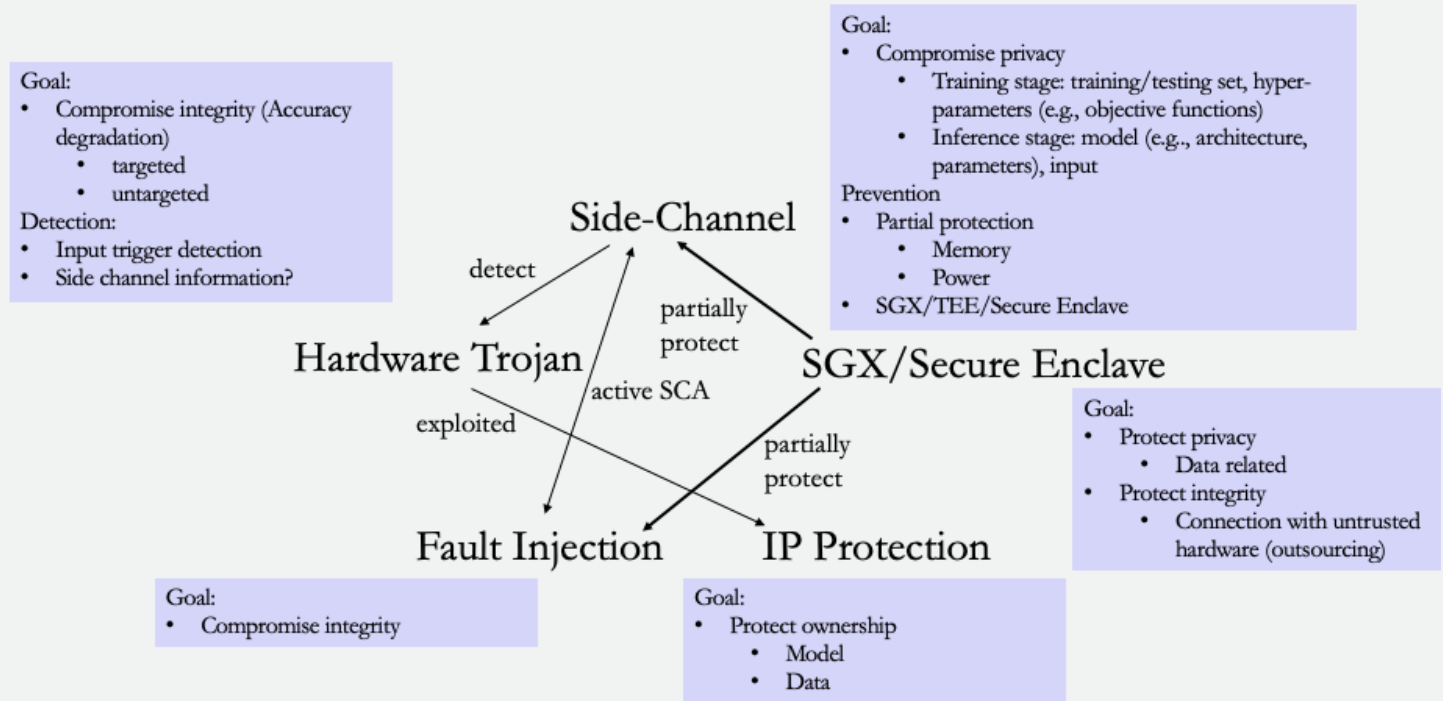 Goal:
• Compromise integrity (Accuracy
degradation)
• targeted
• untargeted
Detection:
• Input trigger detection
• Side channel information?
Goal:
• Compromise privacy
• Training stage: training/testing set, hyper-
parameters (e.g., objective functions)
• Inference stage: model (e.g.., architecture,
parameters), input
Prevention
• Partial protection
• Memory
• Power
• SGX/TEE/Secure Enclave
Side-Channel
detect
partially
protect
Hardware Trojan
SGX/Secure Enclave
active SCA
exploited
partially
protect
Goal:
• Protect privacy
• Data related
• Protect integrity
• Connection with untrusted
hardware (outsourcing)
Fault Injection
IP Protection
Goal:
• Compromise integrity
Goal:
• Protect ownership
• Model
• Data